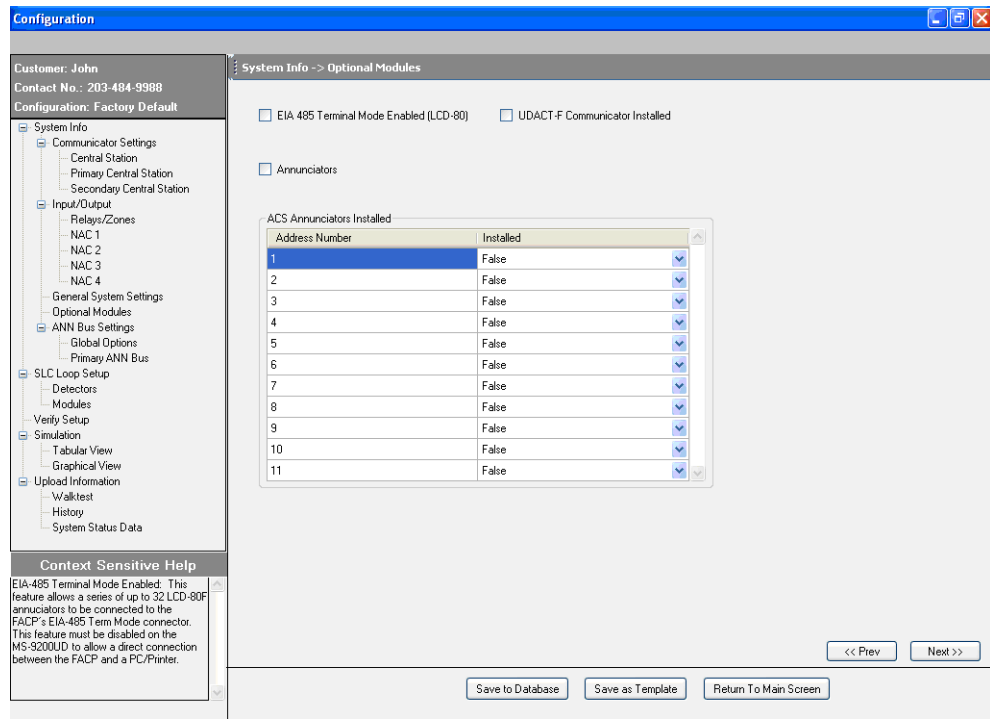 Configuration
Customer: John
Contact No.: 203-484-9988
Configuration: Factory Default
System Info
Communicator Settings
Central Station
Primary Central Station
Secondary Central Station
Input/Output
Relays/Zones
NAC 1
NAC 2
NAC 3
NAC 4
General System Settings
Optional Modules
ANN Bus Settings
Global Options
Primary ANN Bus
SLC Loop Setup
Detectors
Modules
Verify Setup
Simulation
Tabular View
Graphical View
Upload Information
Walktest
History
System Status Data
Context Sensitive Help
EIA-485 Terminal Mode Enabled: This
feature allows a series of up to 32 LCD-80F
annuciators to be connected to the
FACP's EIA-485 Term Mode connector.
This feature must be disabled on the
MS-9200UD to allow a direct connection
between the FACP and a PC/Printer.
System Info -> Optional Modules
EIA 485 Terminal Mode Enabled (LCD-80) UDACT-F Communicator Installed
Annunciators
ACS Annunciators Installed
Address Number Installed
1 False
2 False
3 False
4 False
5 False
6 False
7 False
8 False
9 False
10 False
11 False
<< Prev Next >>
Save to Database Save as Template Return To Main Screen